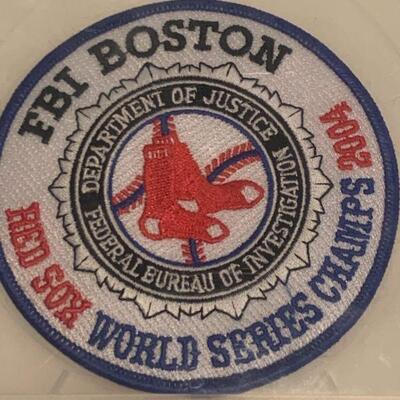 FBI BOSTON
DEPARTMENT OF JUSTICE
FEDERAL BUREAU OF INVESTIGATION
RED SOX WORLD SERIES CHAMPS 2004